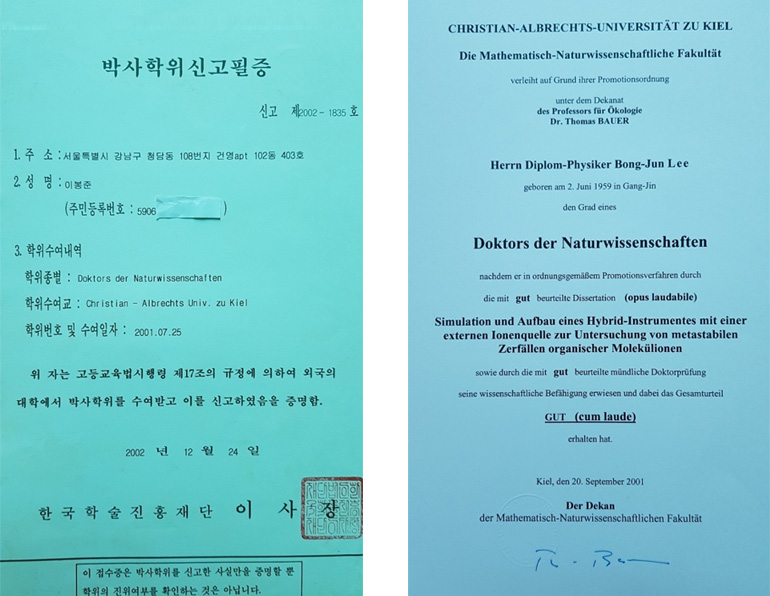 박사학위신고필증
신고 제2002-1835 호
1. 주 소 : 서울특별시 강남구 청담동 108번지 건영apt 102동 403호
2. 성 명 : 이봉준
(주민등록번호 : 5906 )
3. 학위수여내역
학위종별 : Doktors der Naturwissenschaften
학위수여교 : Christian - Albrechts Univ. zu Kiel
학위번호 및 수여일자 : 2001.07.25
위 자는 고등교육법시행령 제17조의 규정에 의하여 외국의
대학에서 박사학위를 수여받고 이를 신고하였음을 증명함.
2002 년 12 월 24 일
한국학술진흥재단 이 사 장
이 접수증은 박사학위를 신고한 사실만을 증명할 뿐
학위의 진위여부를 확인하는 것은 아닙니다.
CHRISTIAN-ALBRECHTS-UNIVERSITÄT ZU KIEL
Die Mathematisch-Naturwissenschaftliche Fakultät
verleiht auf Grund ihrer Promotionsordnung
unter dem Dekanat
des Professors für Ökologie
Dr. Thomas BAUER
Herrn Diplom-Physiker Bong-Jun Lee
geboren am 2. Juni 1959 in Gang-Jin
den Grad eines
Doktors der Naturwissenschaften
nachdem er in ordnungsgemäßem Promotionsverfahren durch
die mit gut beurteilte Dissertation (opus laudabile)
Simulation und Aufbau eines Hybrid-Instrumentes mit einer
externen Ionenquelle zur Untersuchung von metastabilen
Zerfällen organischer Molekülionen
sowie durch die mit gut beurteilte mündliche Doktorprüfung
seine wissenschaftliche Befähigung erwiesen und dabei das Gesamturteil
GUT (cum laude)
erhalten hat.
Kiel, den 20. September 2001
Der Dekan
der Mathematisch-Naturwissenschaftlichen Fakultät